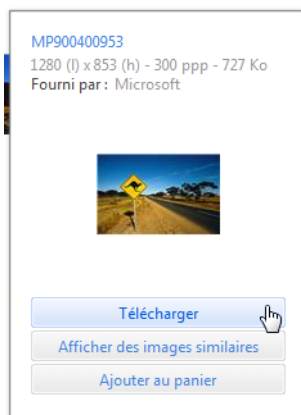 MP900400953
1280 (l) x 853 (h) - 300 ppp - 727 Ko
Fourni par : Microsoft
Télécharger
Afficher des images similaires
Ajouter au panier